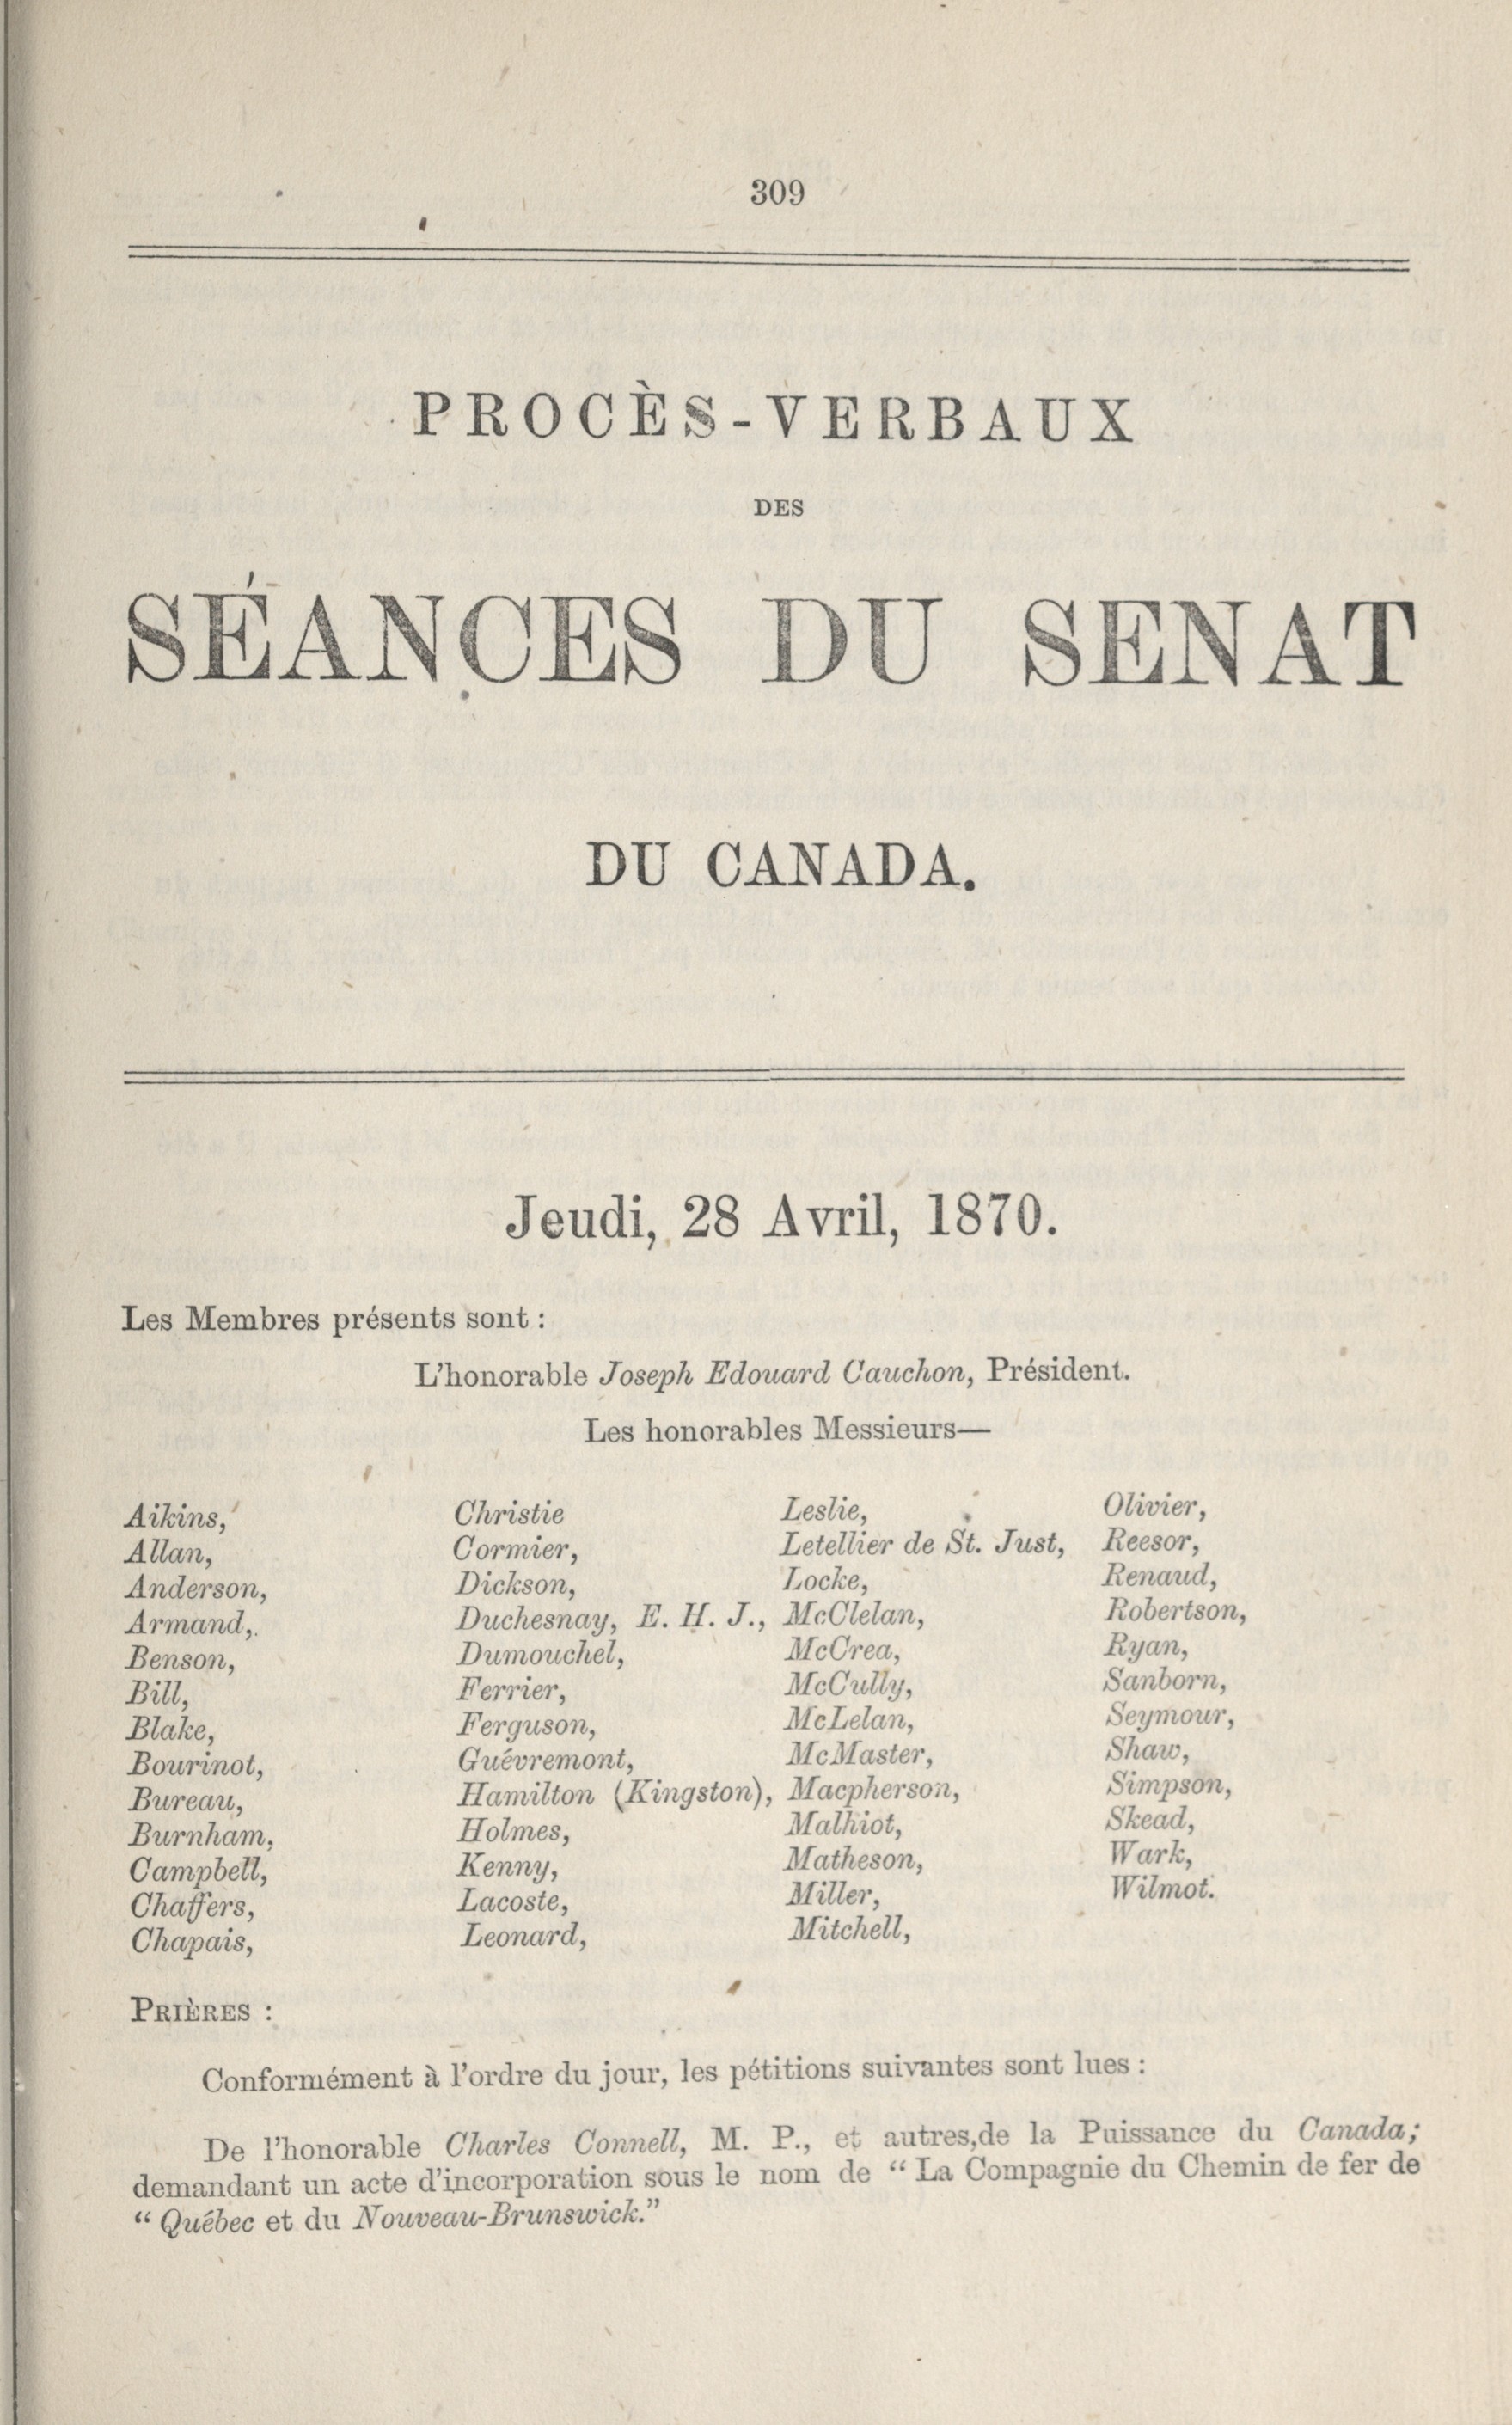 309
PROCÈS-VERBAUX
DES
SÉANCES DU SENAT
DU CANADA.
Jeudi, 28 Avril, 1870.
Les Membres présents sont :
L'honorable Joseph Edouard Cauchon, Président.
Les honorables Messieurs—
Aikins,
Allan,
Anderson,
Armand,.
Benson,
Bill,
Blake,
Bourinot,
Bureau,
Burnham,
Campbell,
Chaffers,
Chapais,
Christie
Cormier,
Dickson,
Duchesnay, E. H. J.,
Dumouchel,
Ferrier,
Ferguson,
Guévremont,
Hamilton (Kingston),
Holmes,
Kenny,
Lacoste,
Leonard,
Leslie,
Letellier de St. Just,
Locke,
McClelan,
McCrea,
McCully,
McLelan,
McMaster,
Macpherson,
Malhiot,
Matheson,
Miller,
Mitchell,
Olivier,
Reesor,
Renaud,
Robertson,
Ryan,
Sanborn,
Seymour,
Shaw,
Simpson,
Skead,
Wark,
Wilmot.
PRIÈRES :
Conformément à l'ordre du jour, les pétitions suivantes sont lues :
De l'honorable Charles Connell, M. P., et autres,de la Puissance du Canada;
demandant un acte d'incorporation sous le nom de “ La Compagnie du Chemin de fer de
“ Québec et du Nouveau-Brunswick.”